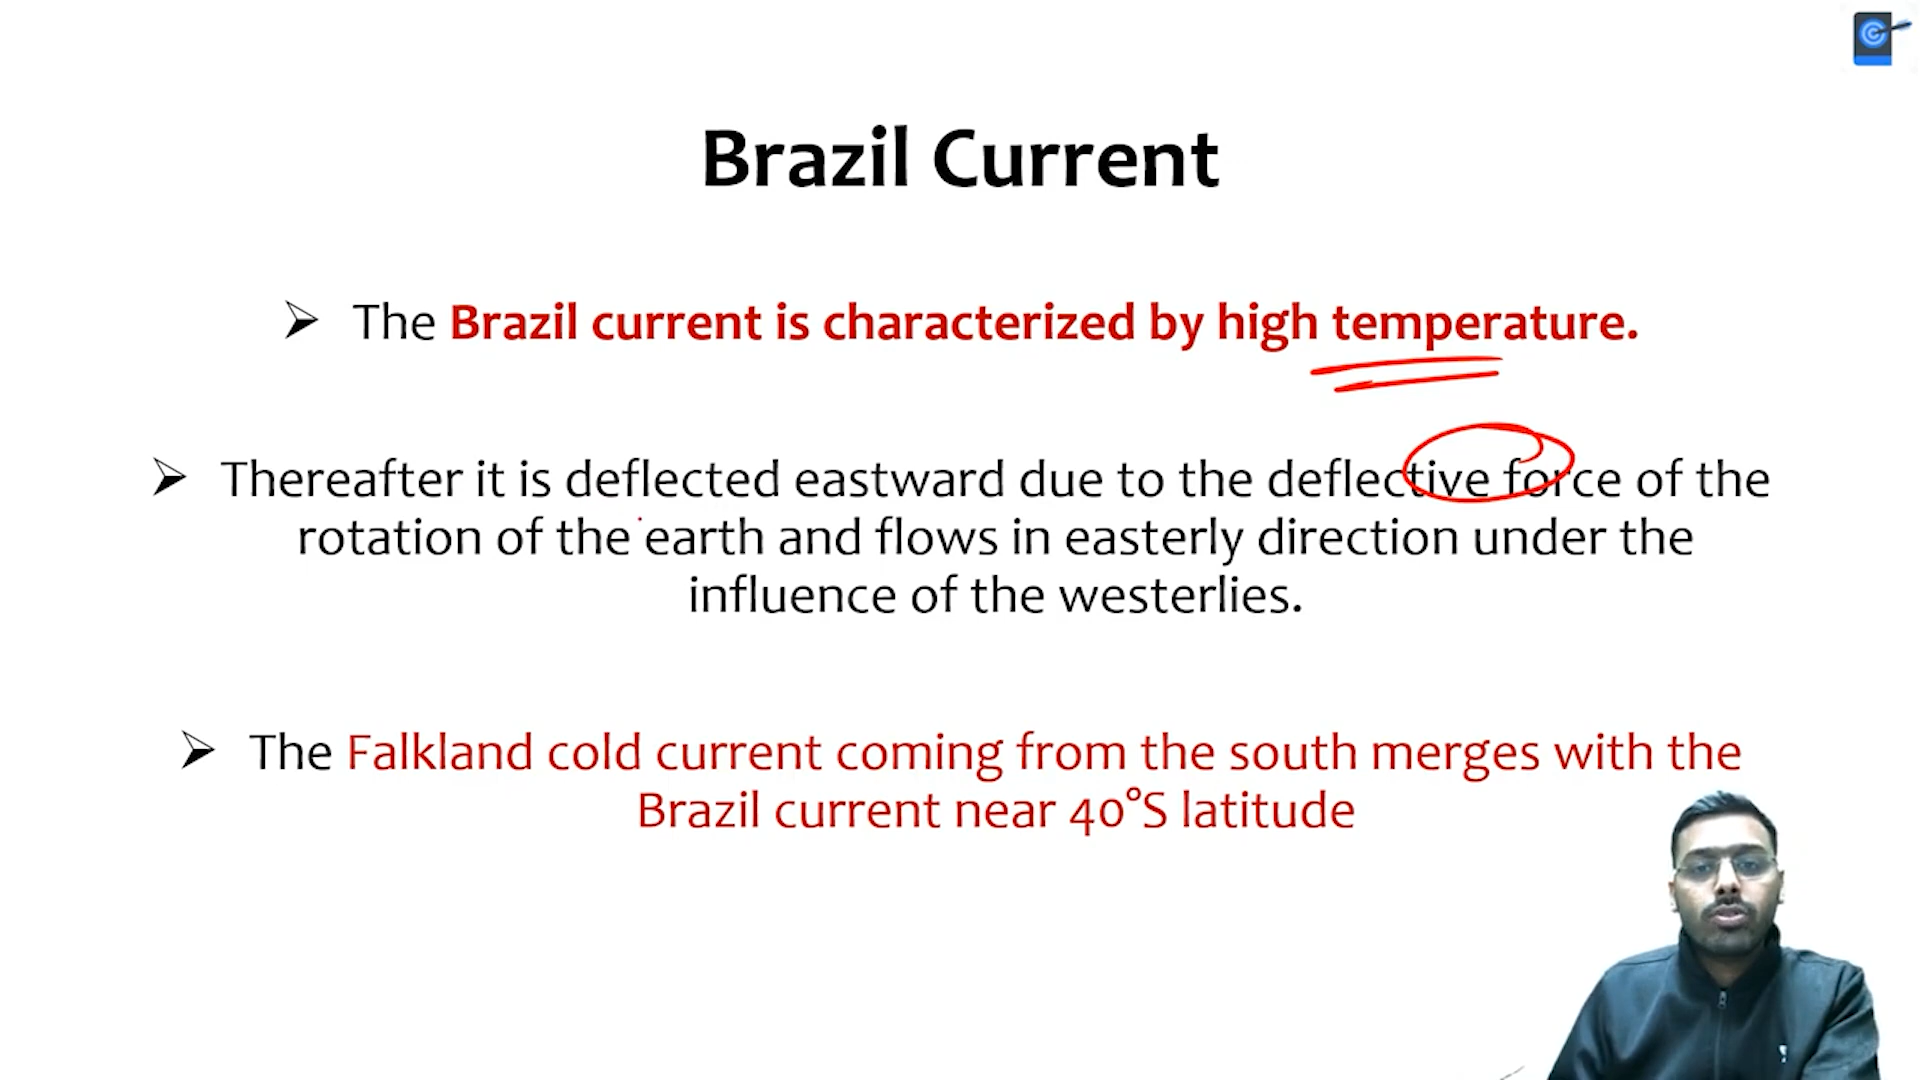 Brazil Current
➢ The Brazil current is characterized by high temperature.
➢ Thereafter it is deflected eastward due to the deflective force of the
rotation of the earth and flows in easterly direction under the
influence of the westerlies.
➢ The Falkland cold current coming from the south merges with the
Brazil current near 40°S latitude